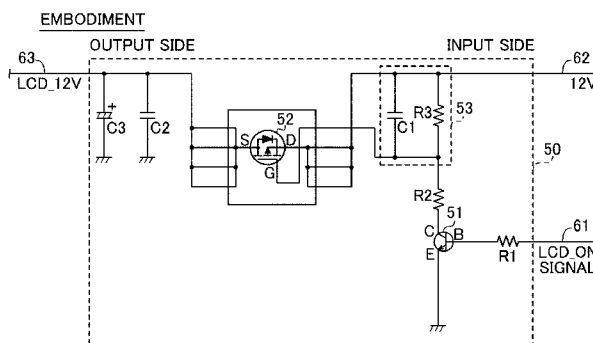 EMBODIMENT
OUTPUT SIDE INPUT SIDE
63 62
LCD_12V 12V
52 53
C3 C2 C1 R3
+
S D
G
50
R2
51
61
C B
E
R1
LCD_ON
SIGNAL